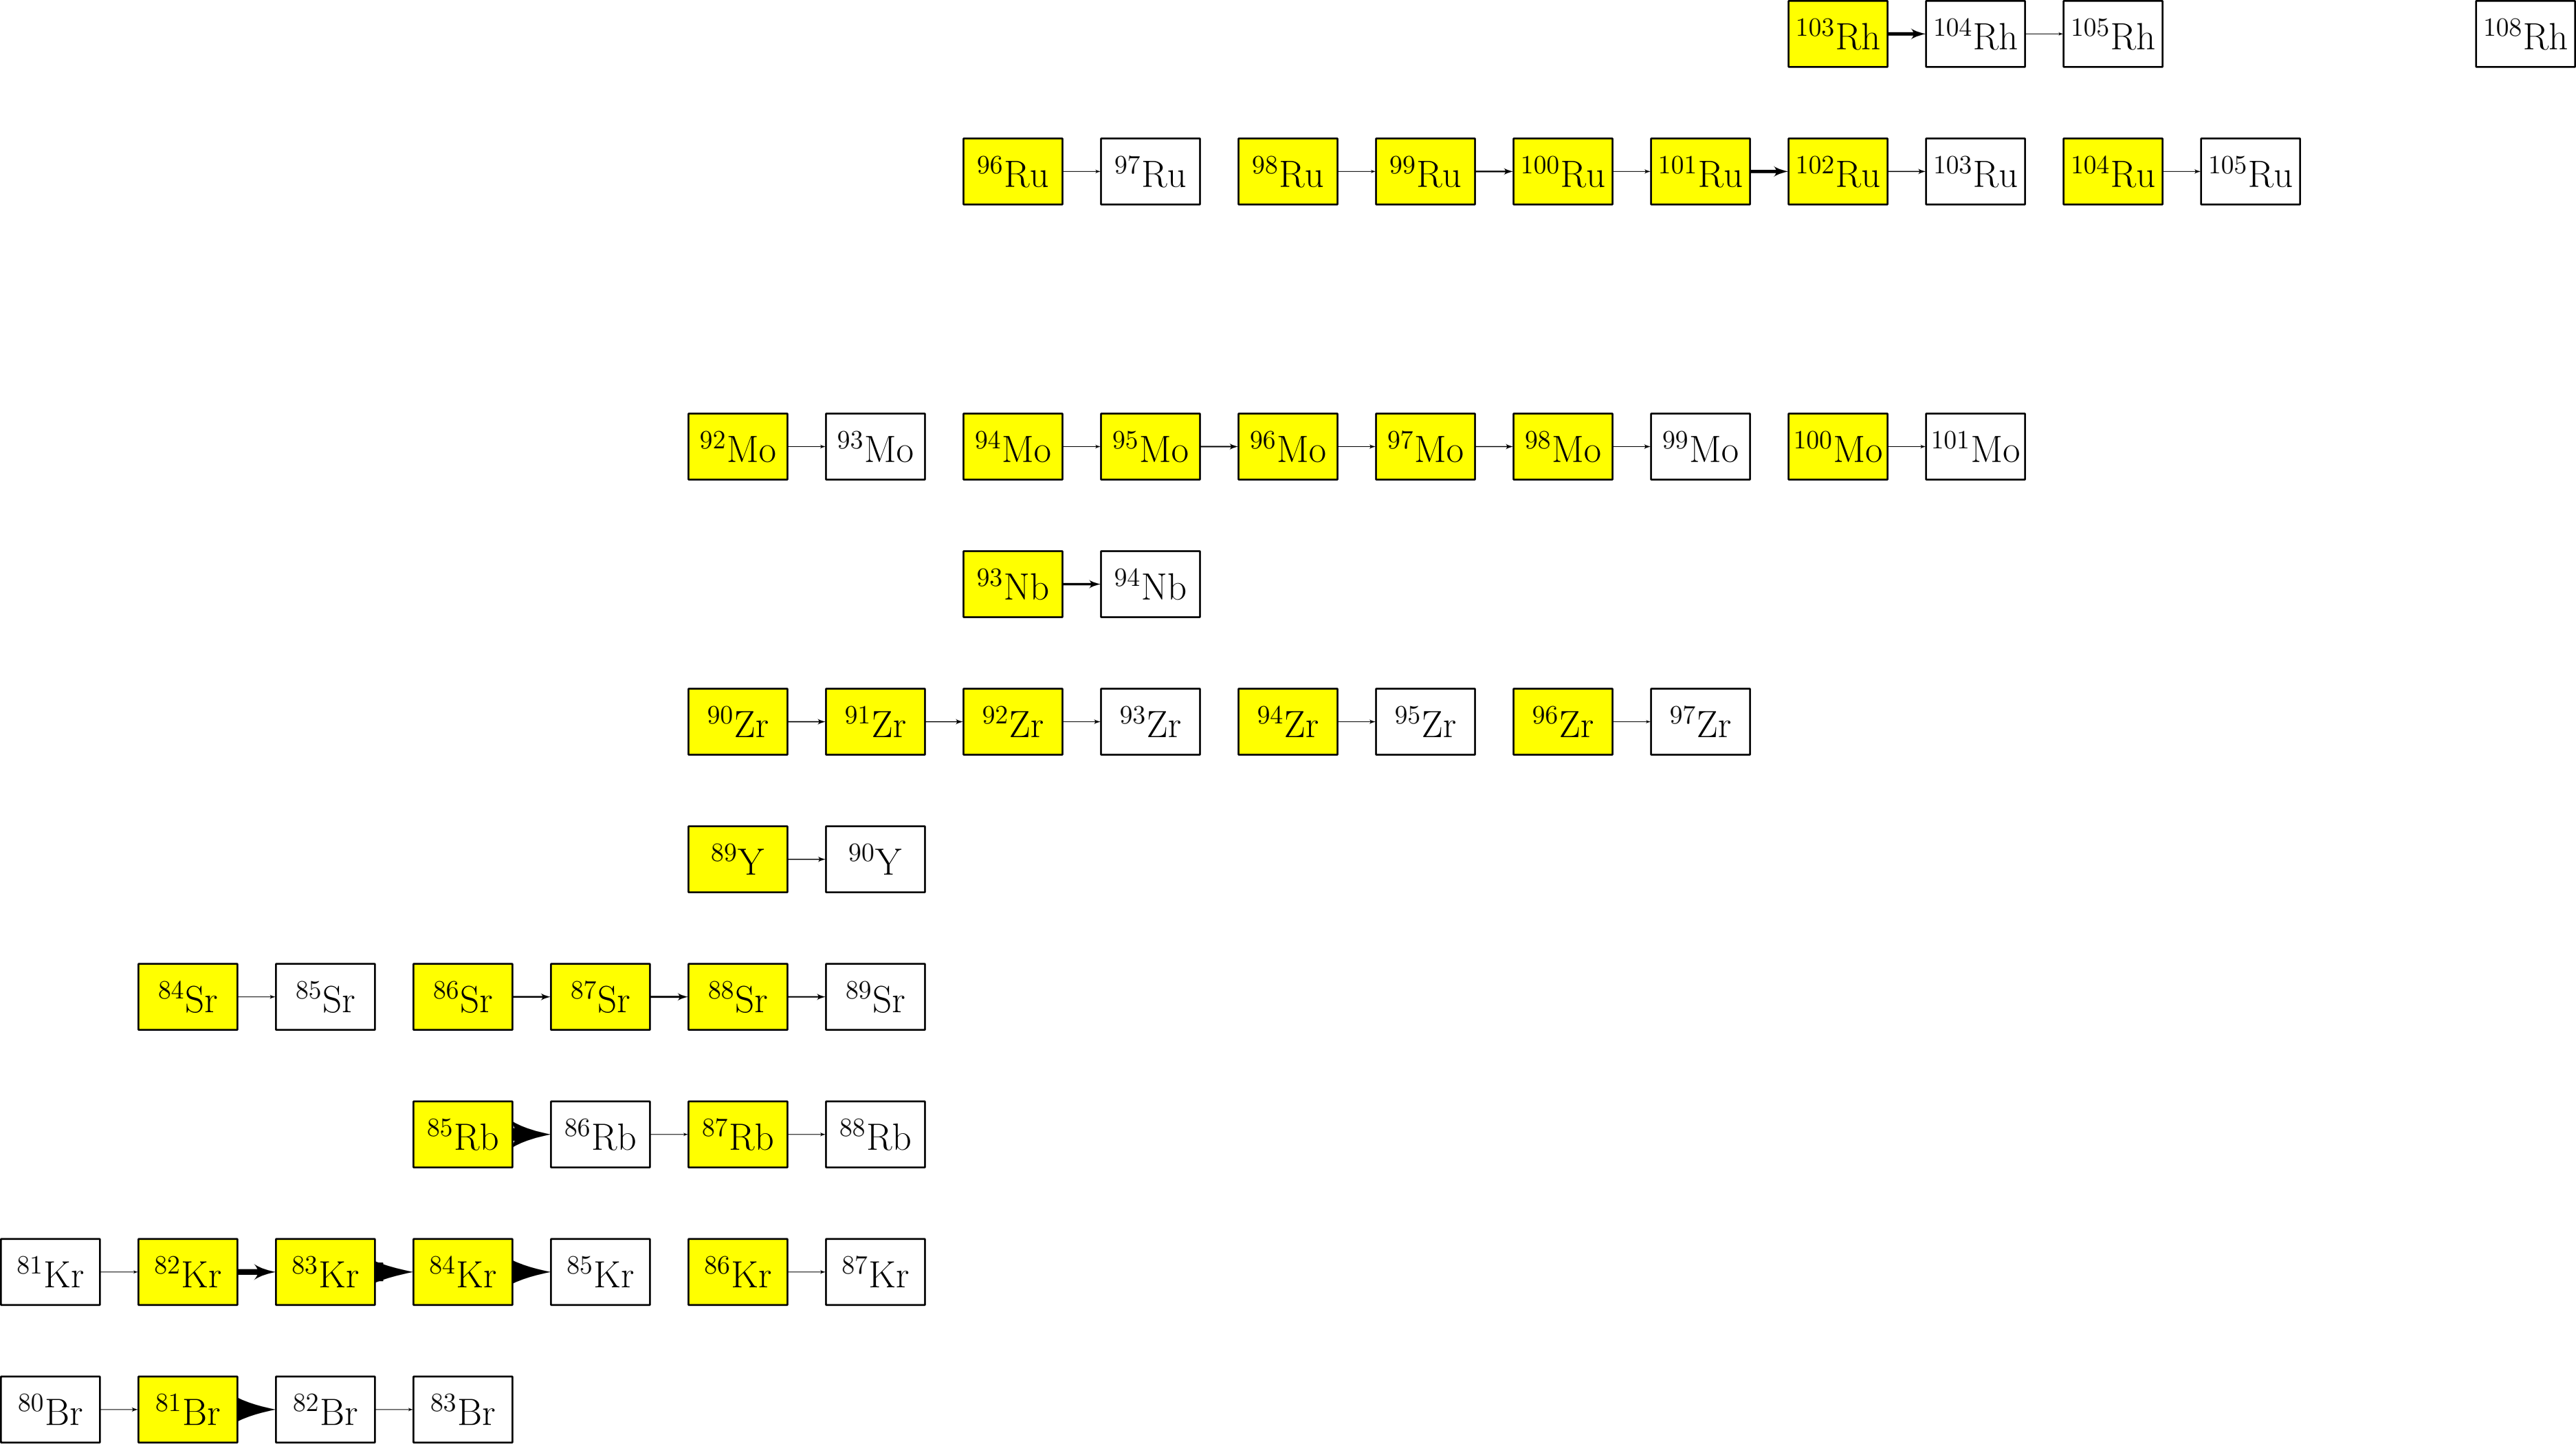 ¹⁰³Rh ¹⁰⁴Rh ¹⁰⁵Rh ¹⁰⁸Rh
⁹⁶Ru ⁹⁷Ru ⁹⁸Ru ⁹⁹Ru ¹⁰⁰Ru ¹⁰¹Ru ¹⁰²Ru ¹⁰³Ru ¹⁰⁴Ru ¹⁰⁵Ru
⁹²Mo ⁹³Mo ⁹⁴Mo ⁹⁵Mo ⁹⁶Mo ⁹⁷Mo ⁹⁸Mo ⁹⁹Mo ¹⁰⁰Mo ¹⁰¹Mo
⁹³Nb ⁹⁴Nb
⁹⁰Zr ⁹¹Zr ⁹²Zr ⁹³Zr ⁹⁴Zr ⁹⁵Zr ⁹⁶Zr ⁹⁷Zr
⁸⁹Y ⁹⁰Y
⁸⁴Sr ⁸⁵Sr ⁸⁶Sr ⁸⁷Sr ⁸⁸Sr ⁸⁹Sr
⁸⁵Rb ⁸⁶Rb ⁸⁷Rb ⁸⁸Rb
⁸¹Kr ⁸²Kr ⁸³Kr ⁸⁴Kr ⁸⁵Kr ⁸⁶Kr ⁸⁷Kr
⁸⁰Br ⁸¹Br ⁸²Br ⁸³Br